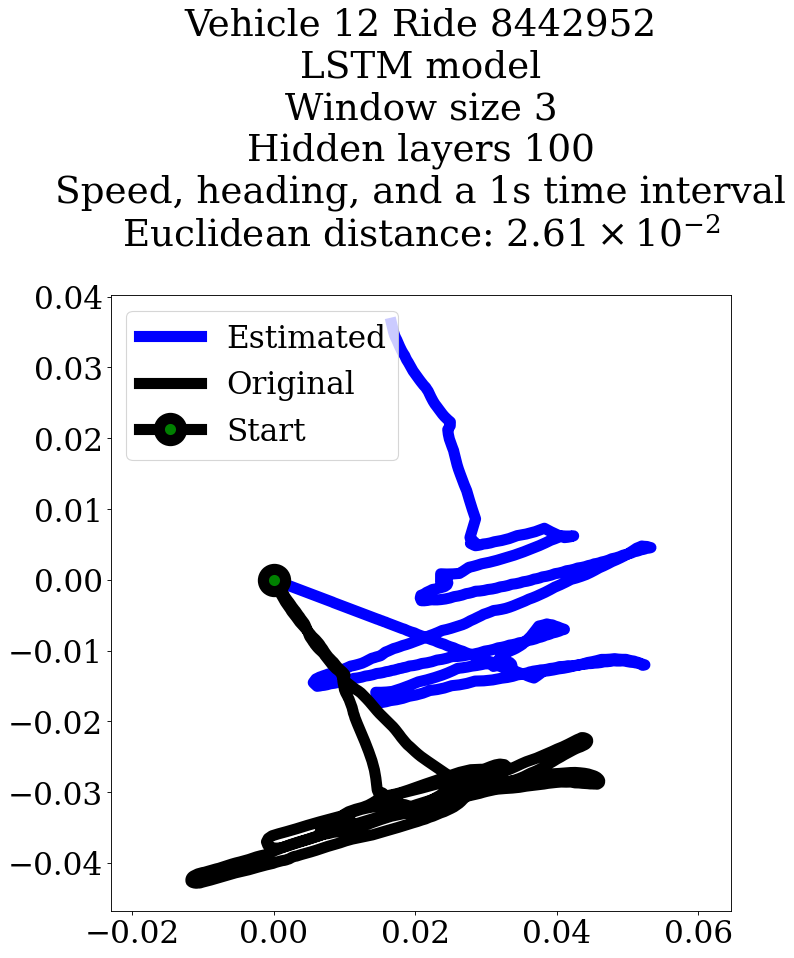 Vehicle 12 Ride 8442952
LSTM model
Window size 3
Hidden layers 100
Speed, heading, and a 1s time interval
Euclidean distance: 2.61 × 10⁻²
0.04
0.03
0.02
0.01
0.00
−0.01
−0.02
−0.03
−0.04
Estimated
Original
Start
−0.02 0.00 0.02 0.04 0.06